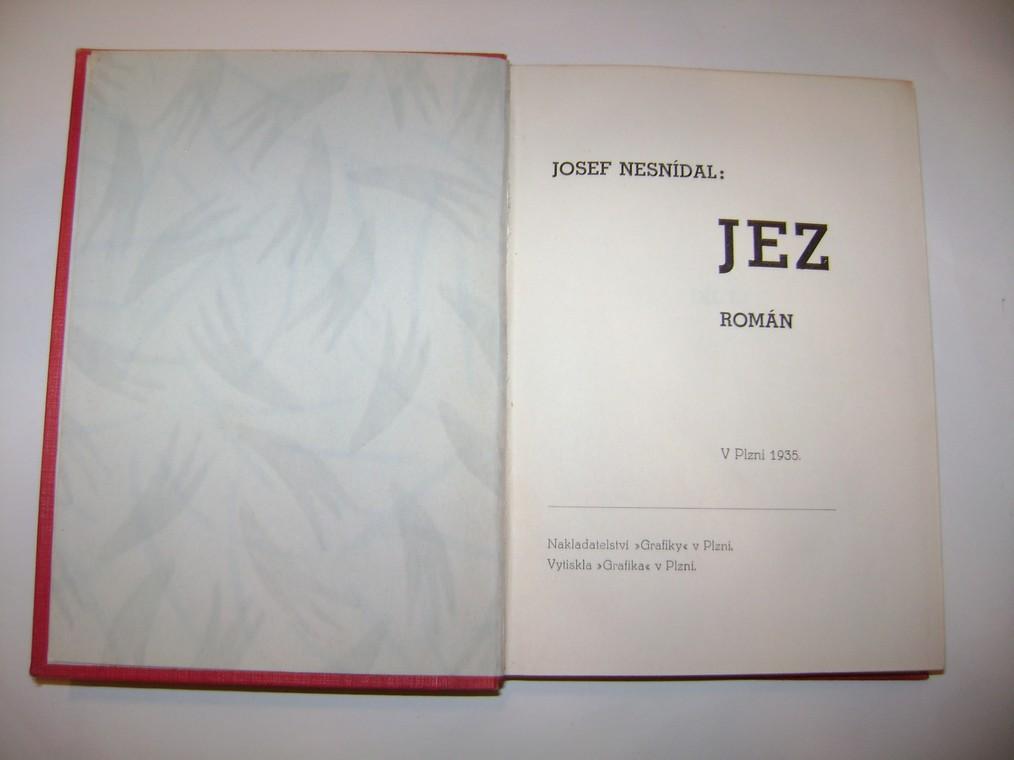 JOSEF NESNÍDAL:
JEZ
ROMÁN
V Plzni 1935.
Nakladatelství »Grafiky« v Plzni.
Vytiskla »Grafika« v Plzni.